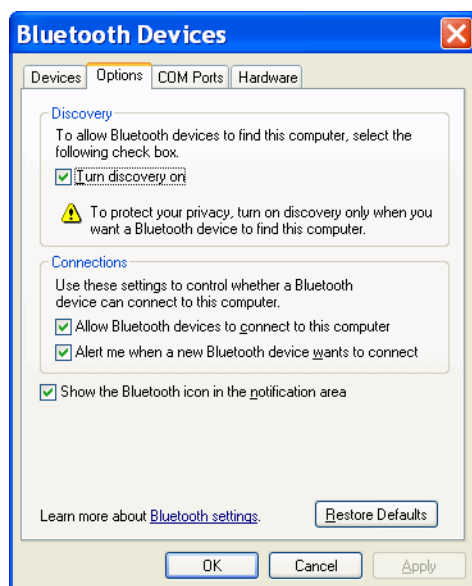 Bluetooth Devices
Devices Options COM Ports Hardware
Discovery
To allow Bluetooth devices to find this computer, select the
following check box.
Turn discovery on
To protect your privacy, turn on discovery only when you
want a Bluetooth device to find this computer.
Connections
Use these settings to control whether a Bluetooth
device can connect to this computer.
Allow Bluetooth devices to connect to this computer
Alert me when a new Bluetooth device wants to connect
Show the Bluetooth icon in the notification area
Learn more about Bluetooth settings. Restore Defaults
OK Cancel Apply